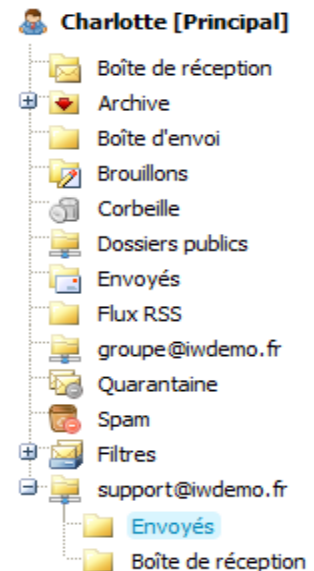 Charlotte [Principal]
Boîte de réception
Archive
Boîte d'envoi
Brouillons
Corbeille
Dossiers publics
Envoyés
Flux RSS
groupe@iwdemo.fr
Quarantaine
Spam
Filtres
support@iwdemo.fr
Envoyés
Boîte de réception